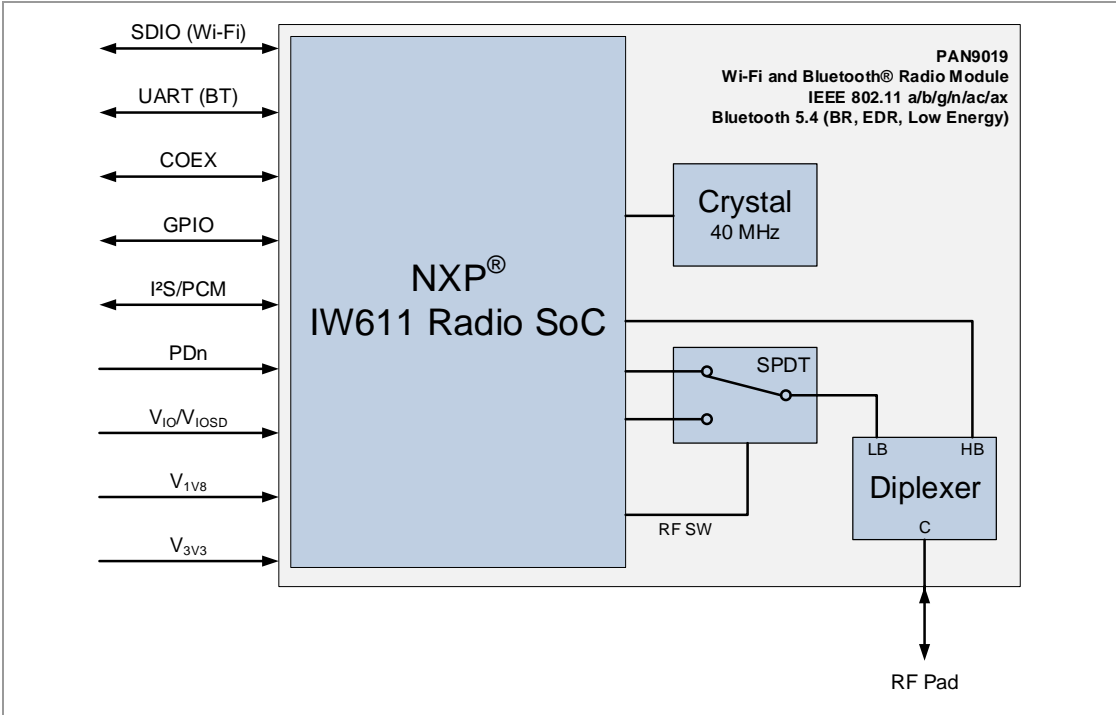 SDIO (Wi-Fi)
UART (BT)
COEX
GPIO
I²S/PCM
PDn
VIO/VIOSD
V1V8
V3V3
NXP®
IW611 Radio SoC
PAN9019
Wi-Fi and Bluetooth® Radio Module
IEEE 802.11 a/b/g/n/ac/ax
Bluetooth 5.4 (BR, EDR, Low Energy)
Crystal
40 MHz
SPDT
RF SW
LB HB
Diplexer
C
RF Pad